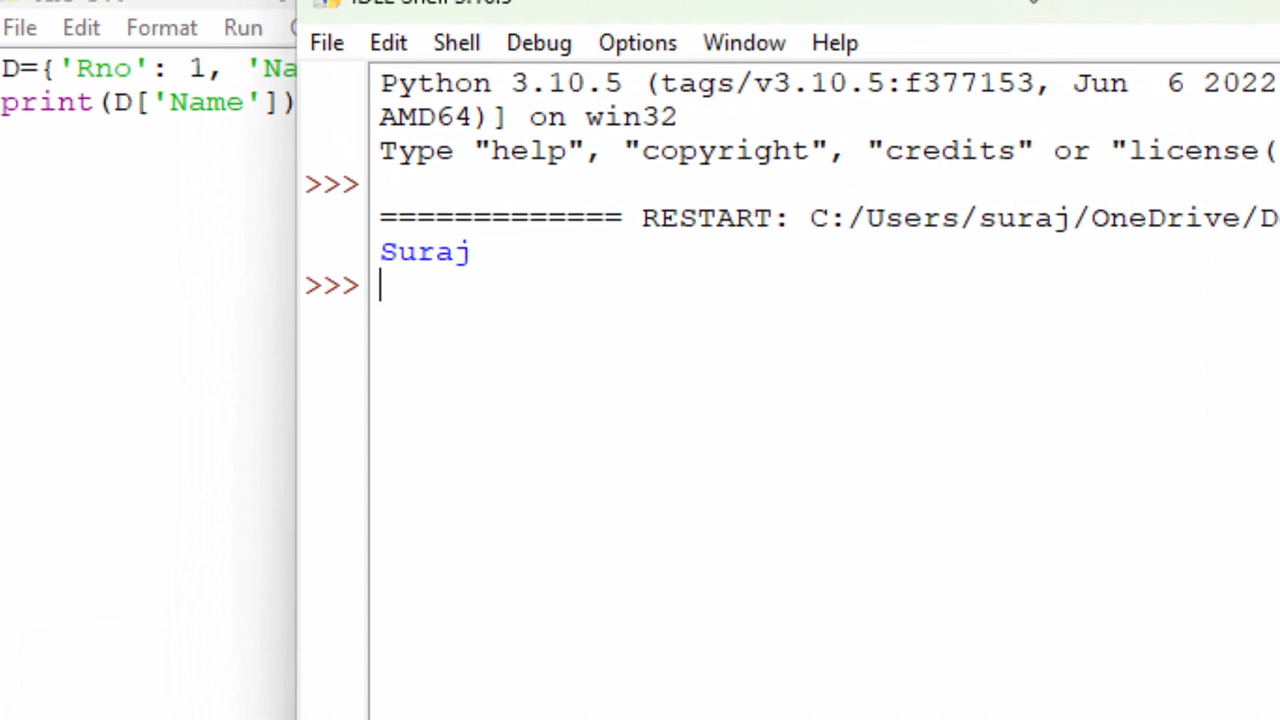 File Edit Format Run
D={'Rno': 1, 'Na
print(D['Name'])
File Edit Shell Debug Options Window Help
Python 3.10.5 (tags/v3.10.5:f377153, Jun  6 2022
AMD64)] on win32
Type "help", "copyright", "credits" or "license(
>>>
============= RESTART: C:/Users/suraj/OneDrive/D
Suraj
>>>